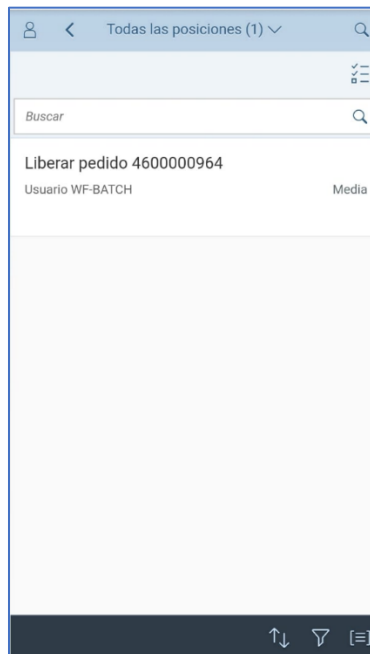 Todas las posiciones (1)
Buscar
Liberar pedido 4600000964
Usuario WF-BATCH
Media